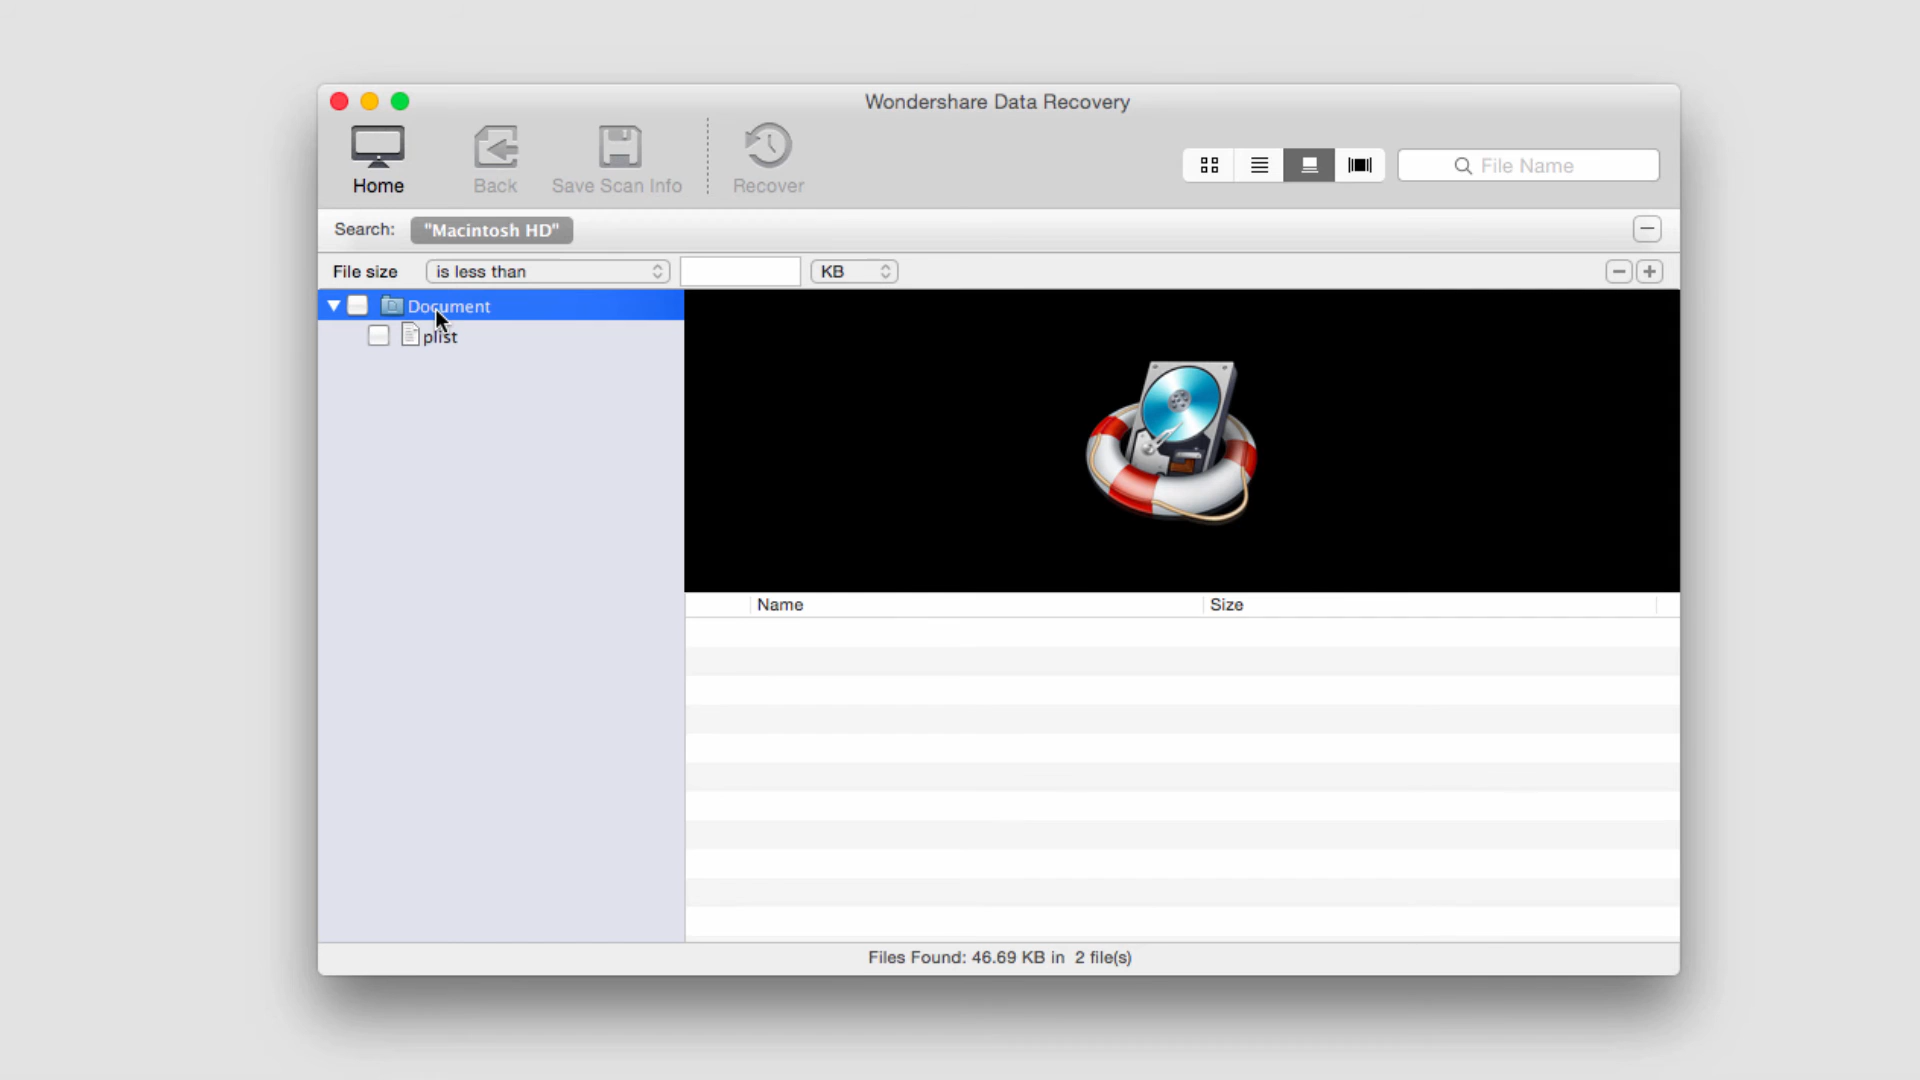 Wondershare Data Recovery
Home
Back
Save Scan Info
Recover
File Name
Search: "Macintosh HD"
File size is less than KB
Document
plist
Name Size
Files Found: 46.69 KB in 2 file(s)